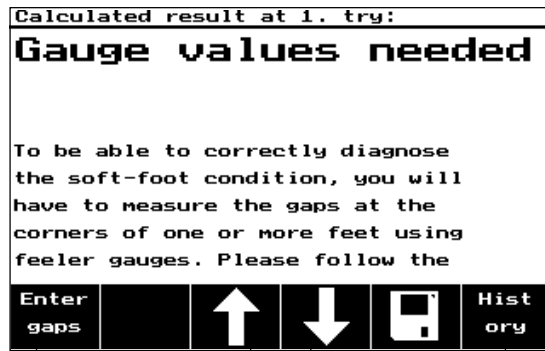 Calculated result at 1. try:
Gauge values needed
To be able to correctly diagnose
the soft-foot condition, you will
have to measure the gaps at the
corners of one or more feet using
feeler gauges. Please follow the
Enter
gaps
Hist
ory